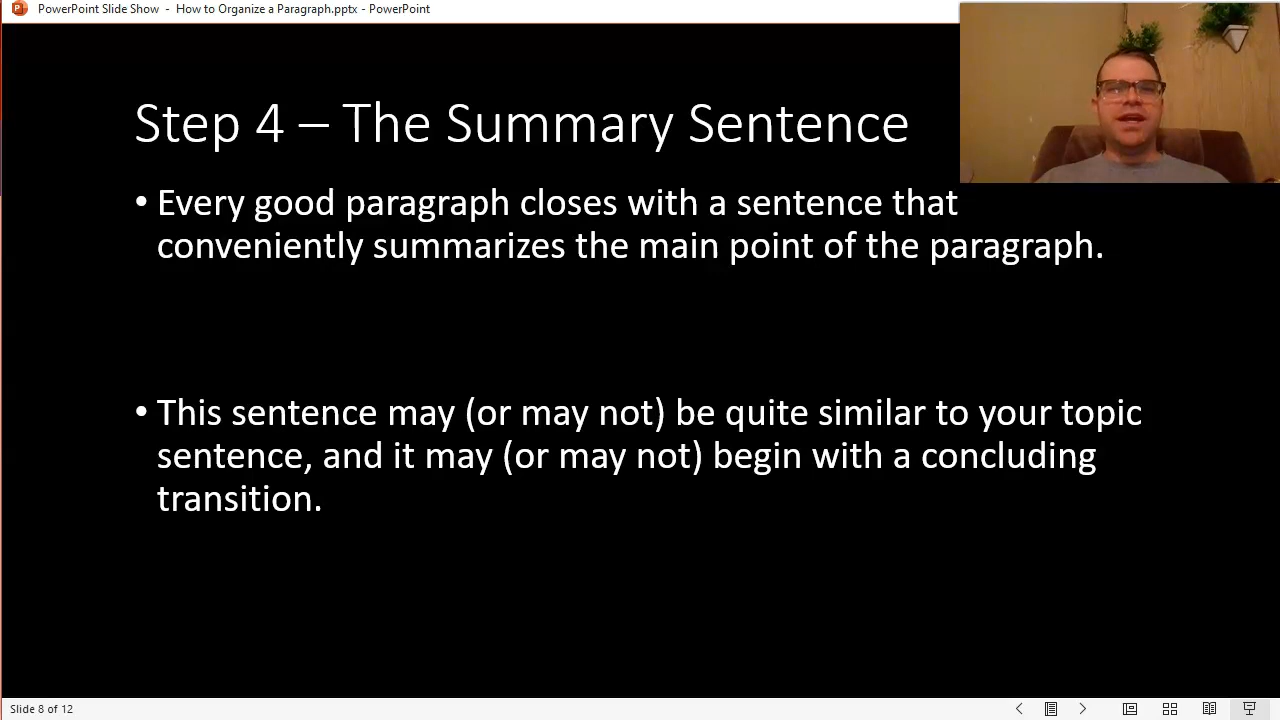 PowerPoint Slide Show - How to Organize a Paragraph.pptx - PowerPoint
Step 4 – The Summary Sentence
• Every good paragraph closes with a sentence that
conveniently summarizes the main point of the paragraph.
• This sentence may (or may not) be quite similar to your topic
sentence, and it may (or may not) begin with a concluding
transition.
Slide 8 of 12